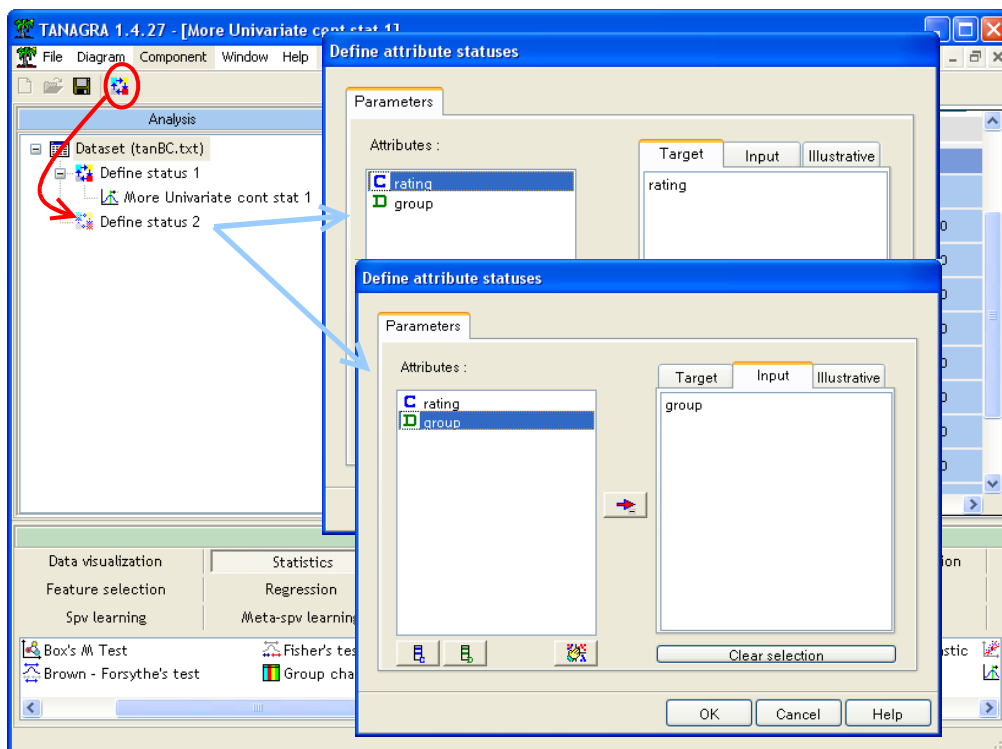 TANAGRA 1.4.27 - [More Univariate cont stat 1]
File Diagram Component Window Help
Analysis
Dataset (tanBC.txt)
Define status 1
More Univariate cont stat 1
Define status 2
Define attribute statuses
Parameters
Attributes :
Target Input Illustrative
C rating
D group
rating
Define attribute statuses
Parameters
Attributes :
Target Input Illustrative
C rating
D group
group
Clear selection
OK Cancel Help
Data visualization Statistics
Feature selection Regression
Spv learning Meta-spv learning
Box's M Test Fisher's tes
Brown - Forsythe's test Group cha
ion
stic